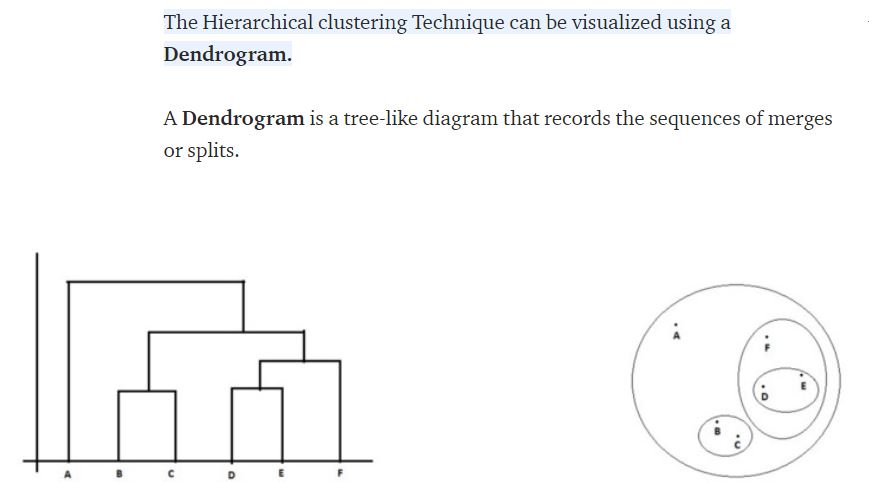 The Hierarchical clustering Technique can be visualized using a
Dendrogram.
A Dendrogram is a tree-like diagram that records the sequences of merges
or splits.
A B C D E F
A
F
E
D
B
C